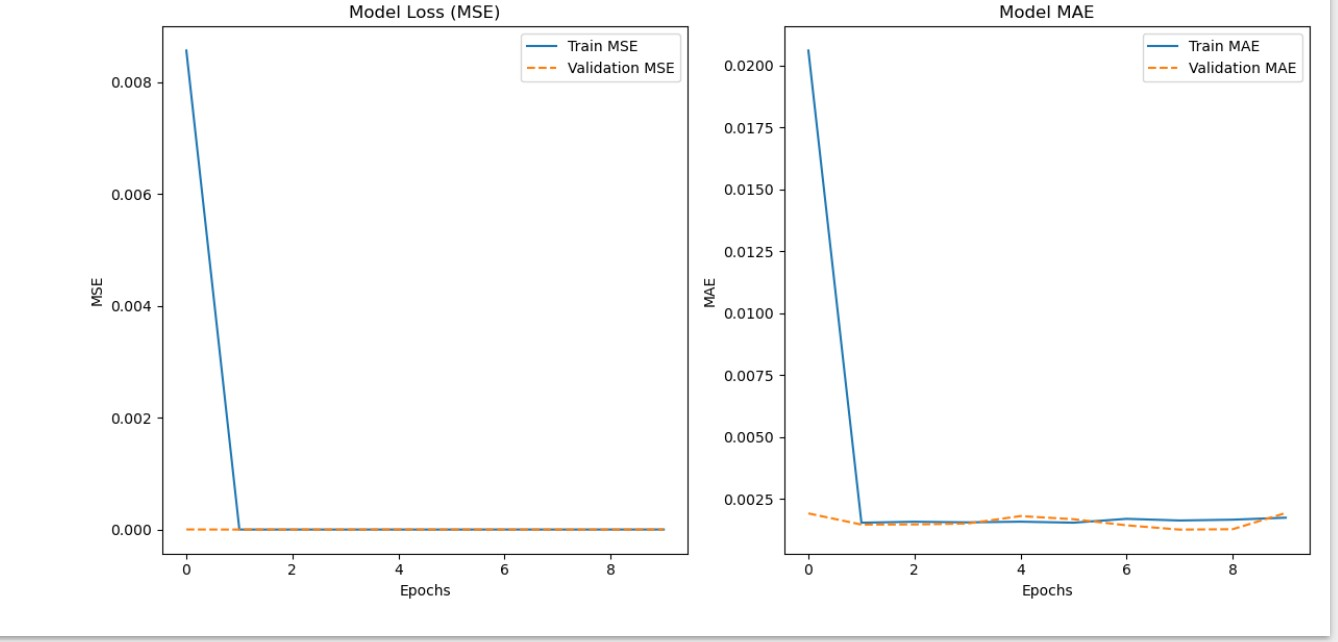 Model Loss (MSE)
Train MSE
Validation MSE
0.008
0.006
0.004
0.002
0.000
MSE
0 2 4 6 8
Epochs
Model MAE
Train MAE
Validation MAE
0.0200
0.0175
0.0150
0.0125
0.0100
0.0075
0.0050
0.0025
MAE
0 2 4 6 8
Epochs